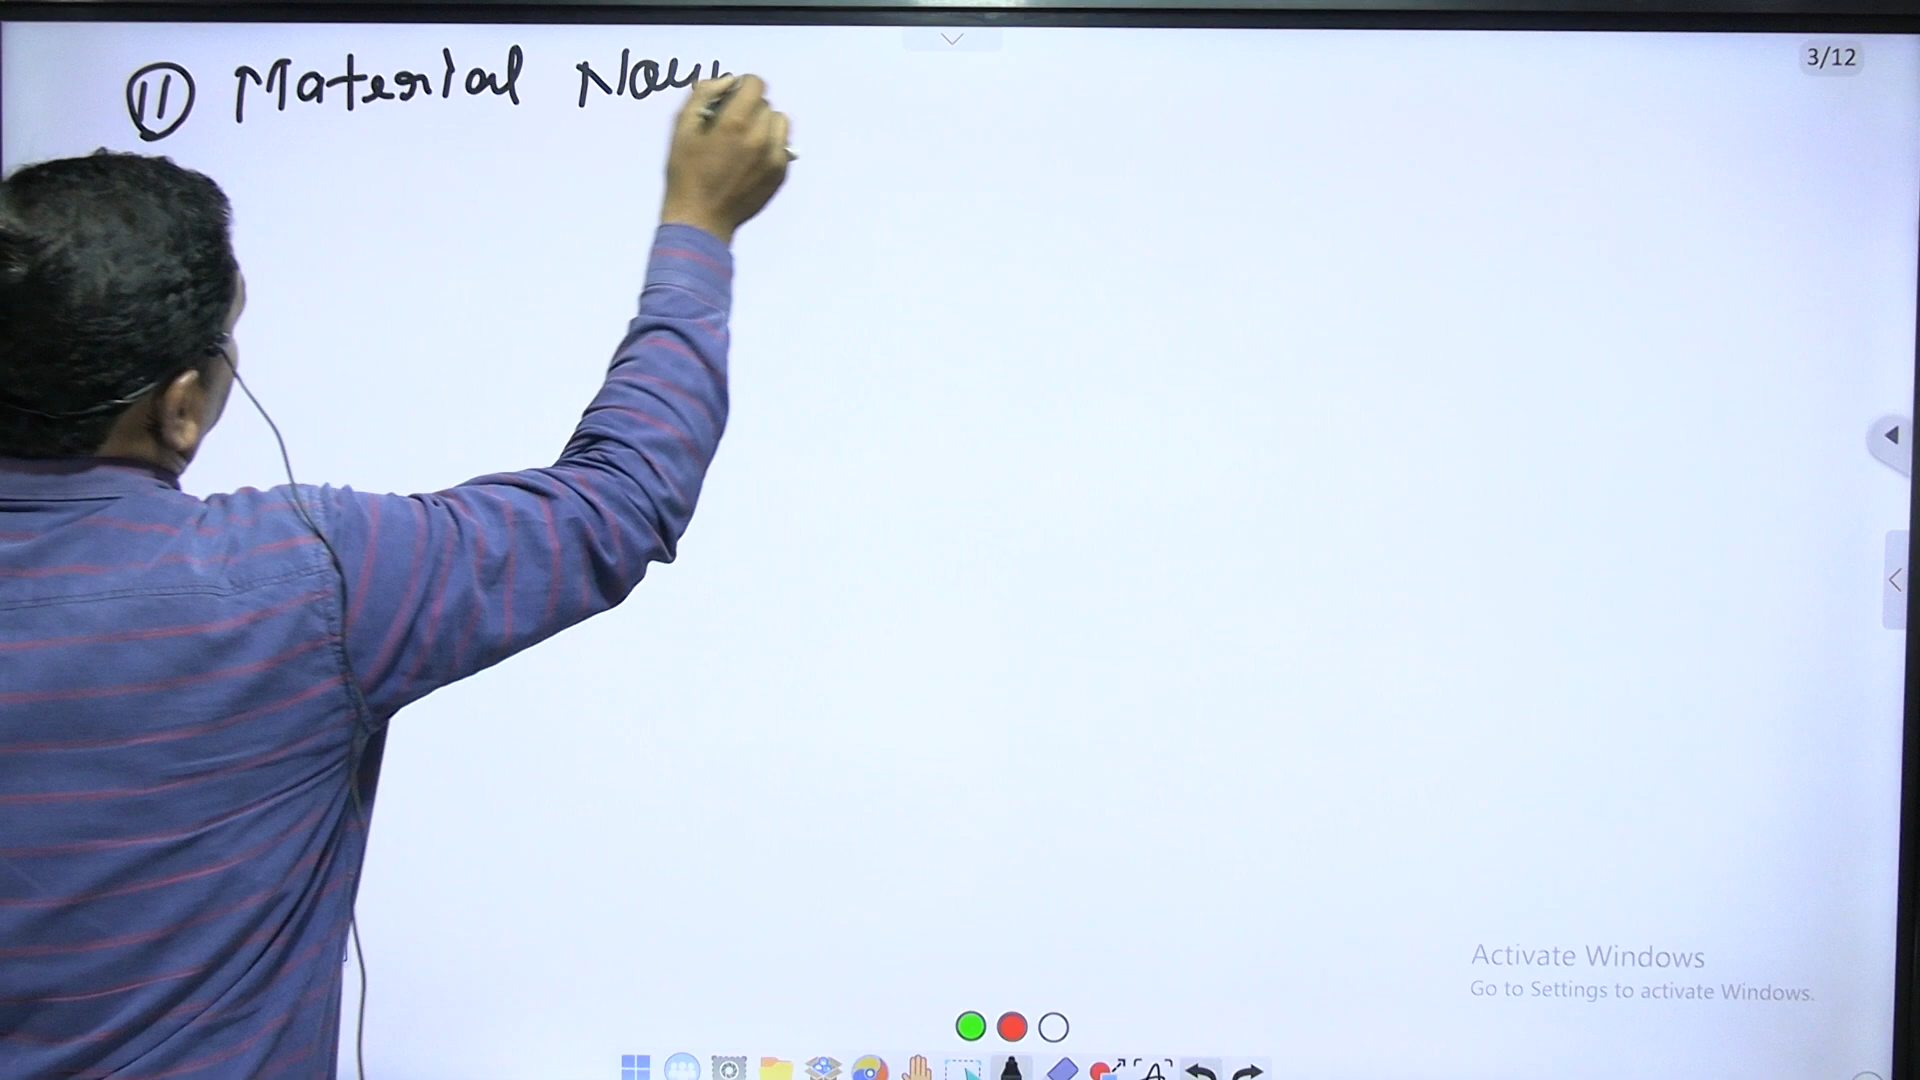 ⑪ Material Noun
3/12
Activate Windows
Go to Settings to activate Windows.